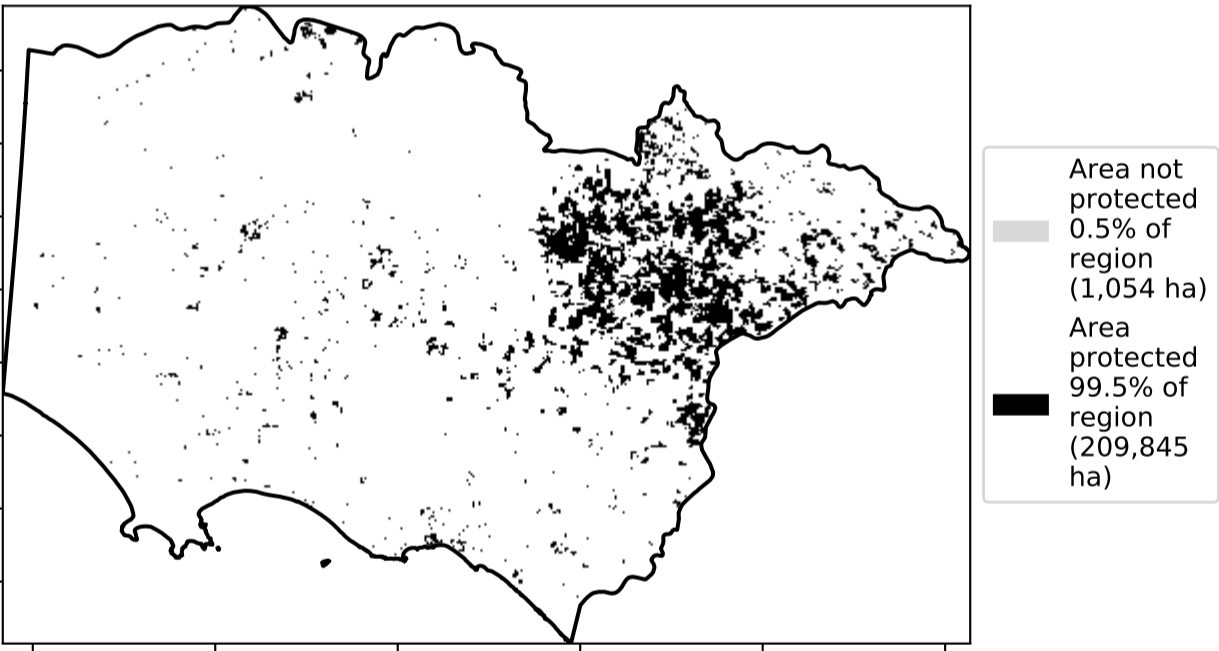 Area not
protected
0.5% of
region
(1,054 ha)
Area
protected
99.5% of
region
(209,845
ha)